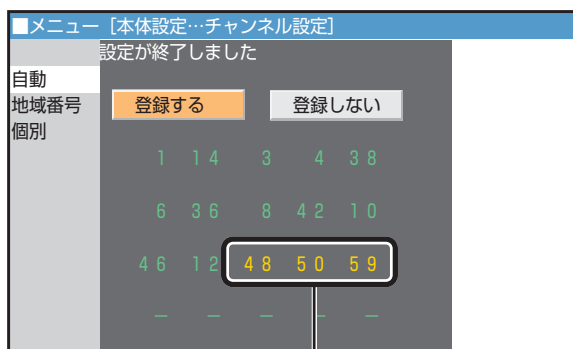 ■メニュー [本体設定…チャンネル設定]
設定が終了しました
自動
地域番号 登録する 登録しない
個別
1 14 3 4 38
6 36 8 42 10
46 12 48 50 59
− − − − −